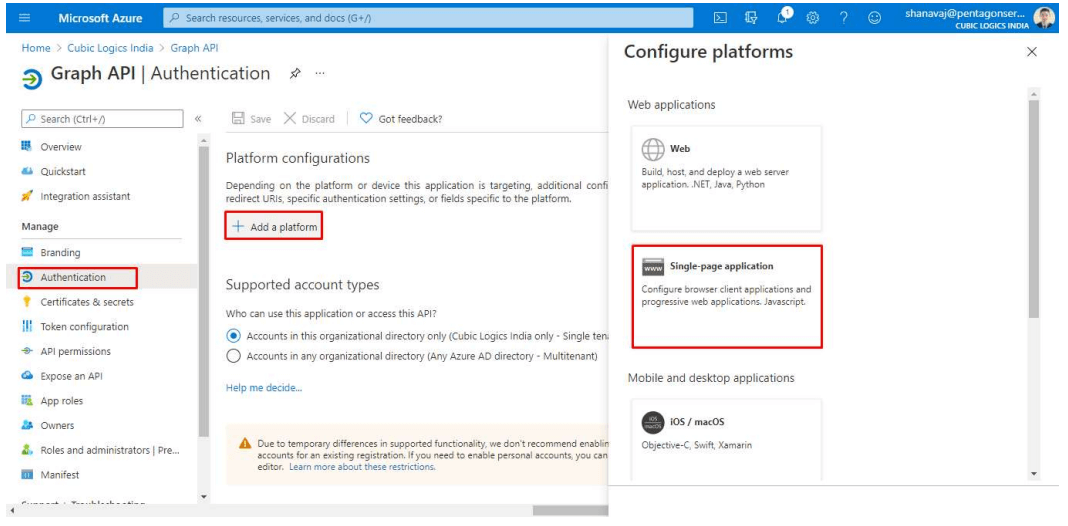 Microsoft Azure
Search resources, services, and docs (G+/)
shanavaj@pentagonser...
CUBIC LOGICS INDIA
Home > Cubic Logics India > Graph API
Graph API | Authentication
Search (Ctrl+/)
Overview
Quickstart
Integration assistant
Manage
Branding
Authentication
Certificates & secrets
Token configuration
API permissions
Expose an API
App roles
Owners
Roles and administrators | Pre...
Manifest
Save
Discard
Got feedback?
Platform configurations
Depending on the platform or device this application is targeting, additional confi
redirect URIs, specific authentication settings, or fields specific to the platform.
+ Add a platform
Supported account types
Who can use this application or access this API?
Accounts in this organizational directory only (Cubic Logics India only - Single ten
Accounts in any organizational directory (Any Azure AD directory - Multitenant)
Help me decide...
Due to temporary differences in supported functionality, we don't recommend enablin
accounts for an existing registration. If you need to enable personal accounts, you can
editor. Learn more about these restrictions.
Configure platforms
Web applications
Web
Build, host, and deploy a web server
application. .NET, Java, Python
www
Single-page application
Configure browser client applications and
progressive web applications. Javascript.
Mobile and desktop applications
iOS
macOS
iOS / macOS
Objective-C, Swift, Xamarin